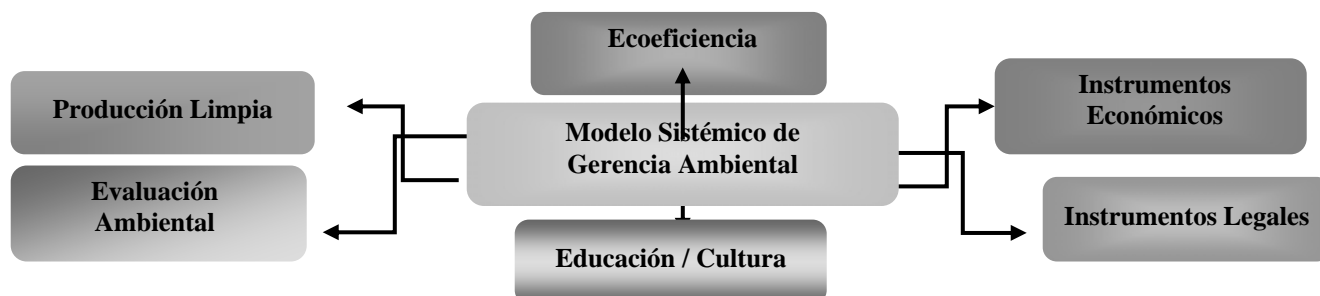 Ecoeficiencia
Producción Limpia
Instrumentos
Económicos
Modelo Sistémico de
Gerencia Ambiental
Evaluación
Ambiental
Instrumentos Legales
Educación / Cultura